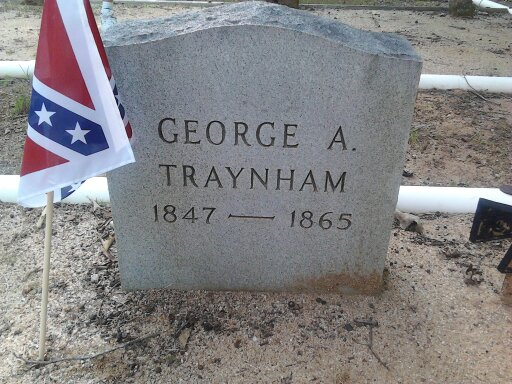 GEORGE A.
TRAYNHAM
1847 — 1865